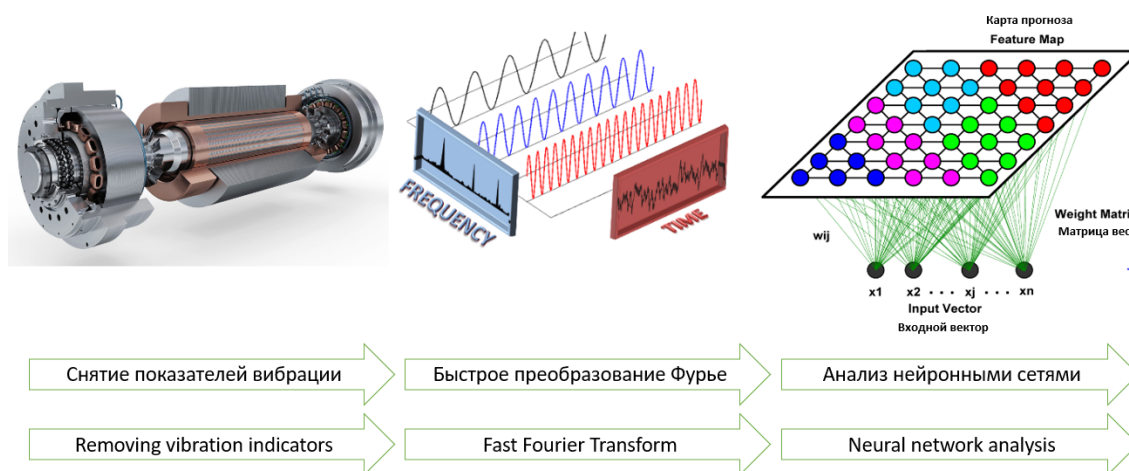 Карта прогноза
Feature Map
FREQUENCY
TIME
Weight Matri
Матрица вес
wij
x1 x2 · · · xj · · · · xn
Input Vector
Входной вектор
Снятие показателей вибрации
Быстрое преобразование Фурье
Анализ нейронными сетями
Removing vibration indicators
Fast Fourier Transform
Neural network analysis